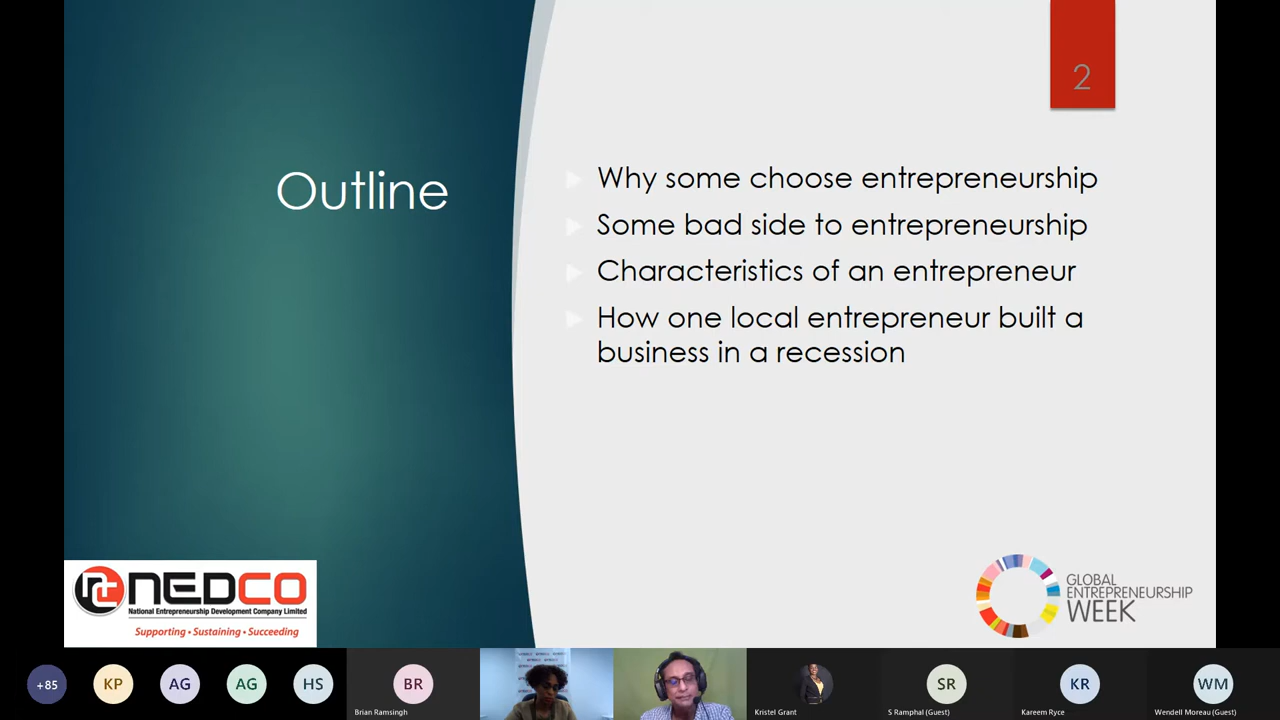 2
Outline
Why some choose entrepreneurship
Some bad side to entrepreneurship
Characteristics of an entrepreneur
How one local entrepreneur built a
business in a recession
NEDCO
National Entrepreneurship Development Company Limited
Supporting • Sustaining • Succeeding
GLOBAL
ENTREPRENEURSHIP
WEEK
+85
KP
AG
AG
HS
BR
SR
KR
WM
Brian Ramsingh
Kristel Grant
S Ramphal (Guest)
Kareem Ryce
Wendell Moreau (Guest)